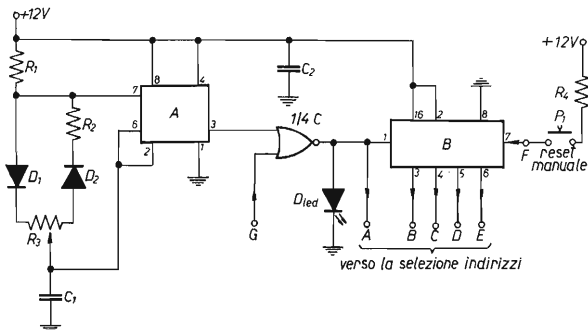 +12V
+12V
R1
8
4
C2
16
2
8
R4
7
A
1/4 C
P1
R2
6
3
1
B
7
F
reset
manuale
2
1
3
4
5
6
D1
D2
Dled
R3
G
A
B
C
D
E
verso la selezione indirizzi
C1